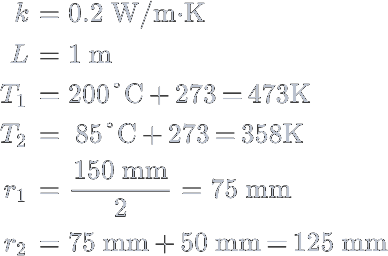 k = 0.2 W/m·K
L = 1 m
T₁ = 200°C + 273 = 473K
T₂ = 85°C + 273 = 358K
r₁ = 150 mm / 2 = 75 mm
r₂ = 75 mm + 50 mm = 125 mm